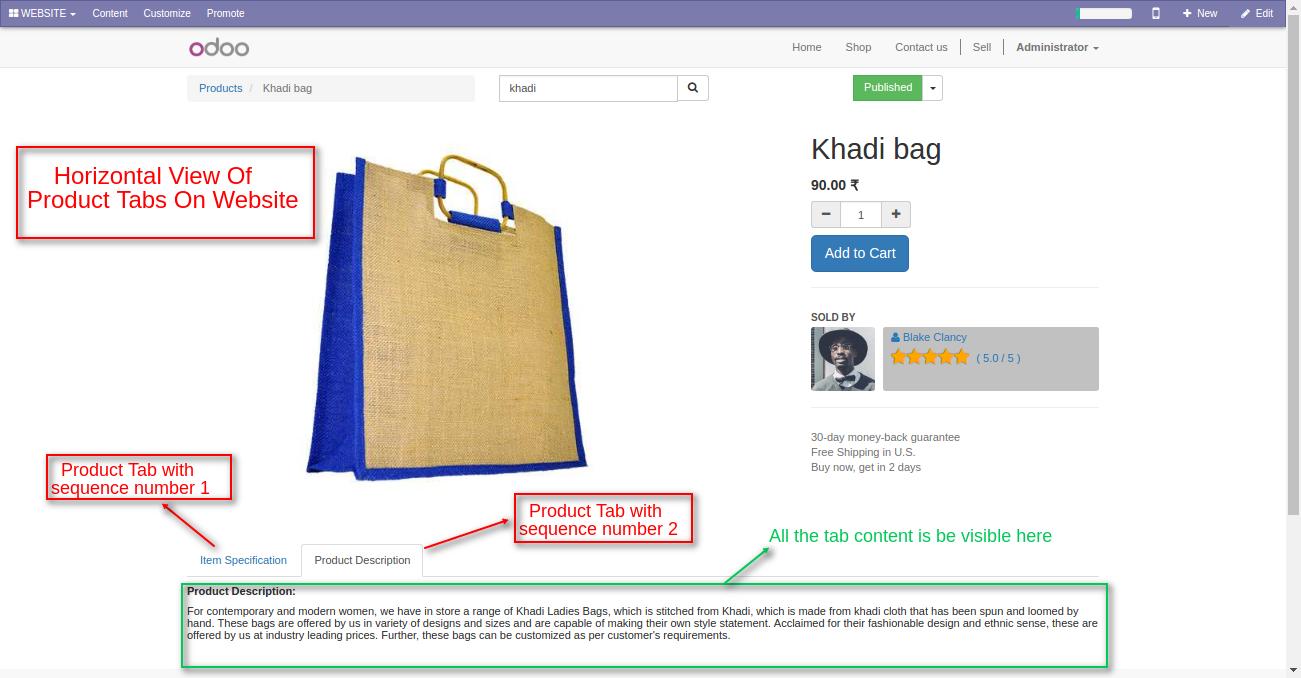 WEBSITE Content Customize Promote New Edit
odoo Home Shop Contact us Sell Administrator
Products / Khadi bag khadi Published
Horizontal View Of
Product Tabs On Website
Khadi bag
90.00 ₹
− 1 +
Add to Cart
SOLD BY
Blake Clancy
( 5.0 / 5 )
30-day money-back guarantee
Free Shipping in U.S.
Buy now, get in 2 days
Product Tab with
sequence number 1
Product Tab with
sequence number 2
All the tab content is be visible here
Item Specification Product Description
Product Description:
For contemporary and modern women, we have in store a range of Khadi Ladies Bags, which is stitched from Khadi, which is made from khadi cloth that has been spun and loomed by
hand. These bags are offered by us in variety of designs and sizes and are capable of making their own style statement. Acclaimed for their fashionable design and ethnic sense, these are
offered by us at industry leading prices. Further, these bags can be customized as per customer's requirements.